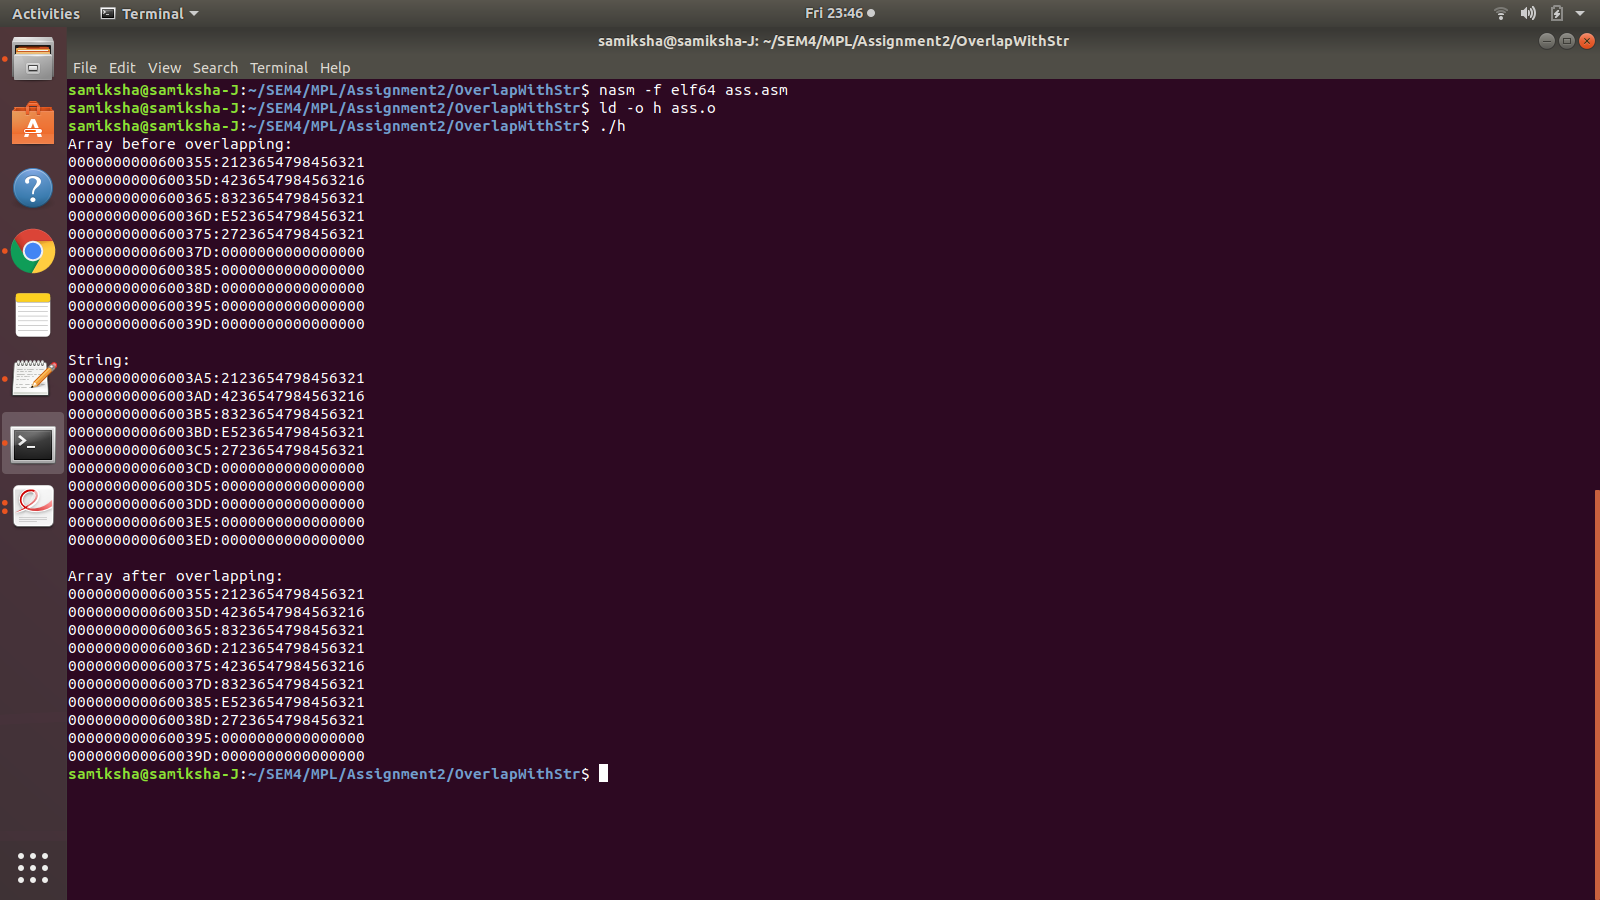 Activities Terminal Fri 23:46
samiksha@samiksha-J: ~/SEM4/MPL/Assignment2/OverlapWithStr
File Edit View Search Terminal Help
samiksha@samiksha-J:~/SEM4/MPL/Assignment2/OverlapWithStr$ nasm -f elf64 ass.asm
samiksha@samiksha-J:~/SEM4/MPL/Assignment2/OverlapWithStr$ ld -o h ass.o
samiksha@samiksha-J:~/SEM4/MPL/Assignment2/OverlapWithStr$ ./h
Array before overlapping:
0000000000600355:2123654798456321
000000000060035D:4236547984563216
0000000000600365:8323654798456321
000000000060036D:E523654798456321
0000000000600375:2723654798456321
000000000060037D:0000000000000000
0000000000600385:0000000000000000
000000000060038D:0000000000000000
0000000000600395:0000000000000000
000000000060039D:0000000000000000
String:
00000000006003A5:2123654798456321
00000000006003AD:4236547984563216
00000000006003B5:8323654798456321
00000000006003BD:E523654798456321
00000000006003C5:2723654798456321
00000000006003CD:0000000000000000
00000000006003D5:0000000000000000
00000000006003DD:0000000000000000
00000000006003E5:0000000000000000
00000000006003ED:0000000000000000
Array after overlapping:
0000000000600355:2123654798456321
000000000060035D:4236547984563216
0000000000600365:8323654798456321
000000000060036D:2123654798456321
0000000000600375:4236547984563216
000000000060037D:8323654798456321
0000000000600385:E523654798456321
000000000060038D:2723654798456321
0000000000600395:0000000000000000
000000000060039D:0000000000000000
samiksha@samiksha-J:~/SEM4/MPL/Assignment2/OverlapWithStr$